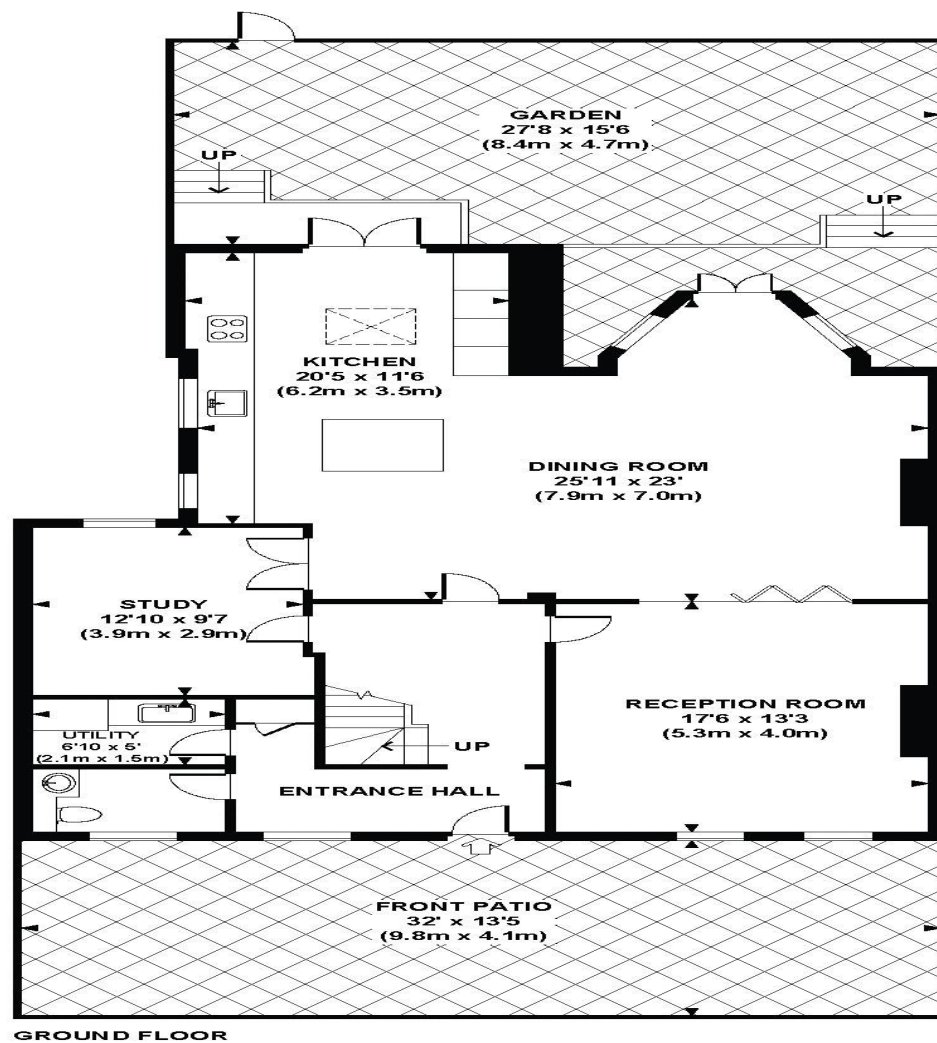 GARDEN
27'8 x 15'6
(8.4m x 4.7m)
UP
UP
KITCHEN
20'5 x 11'6
(6.2m x 3.5m)
DINING ROOM
25'11 x 23'
(7.9m x 7.0m)
STUDY
12'10 x 9'7
(3.9m x 2.9m)
RECEPTION ROOM
17'6 x 13'3
(5.3m x 4.0m)
UTILITY
6'10 x 5'
(2.1m x 1.5m)
UP
ENTRANCE HALL
FRONT PATIO
32' x 13'5
(9.8m x 4.1m)
GROUND FLOOR